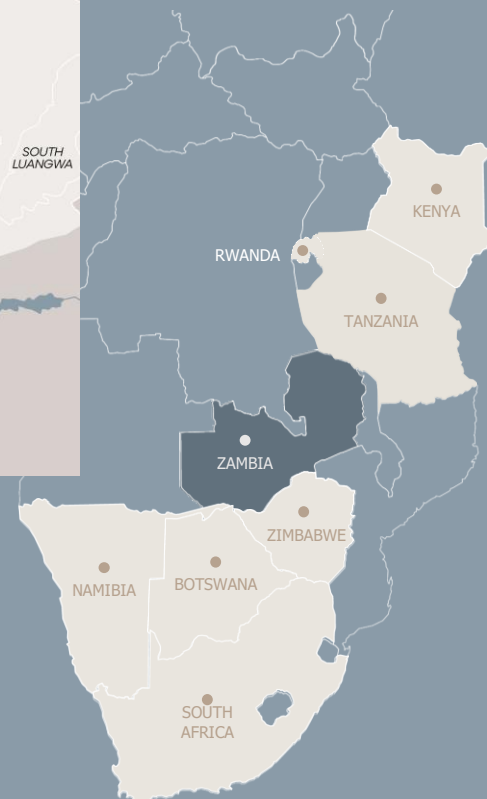 SOUTH
LUANGWA
KENYA
RWANDA
TANZANIA
ZAMBIA
ZIMBABWE
NAMIBIA
BOTSWANA
SOUTH
AFRICA